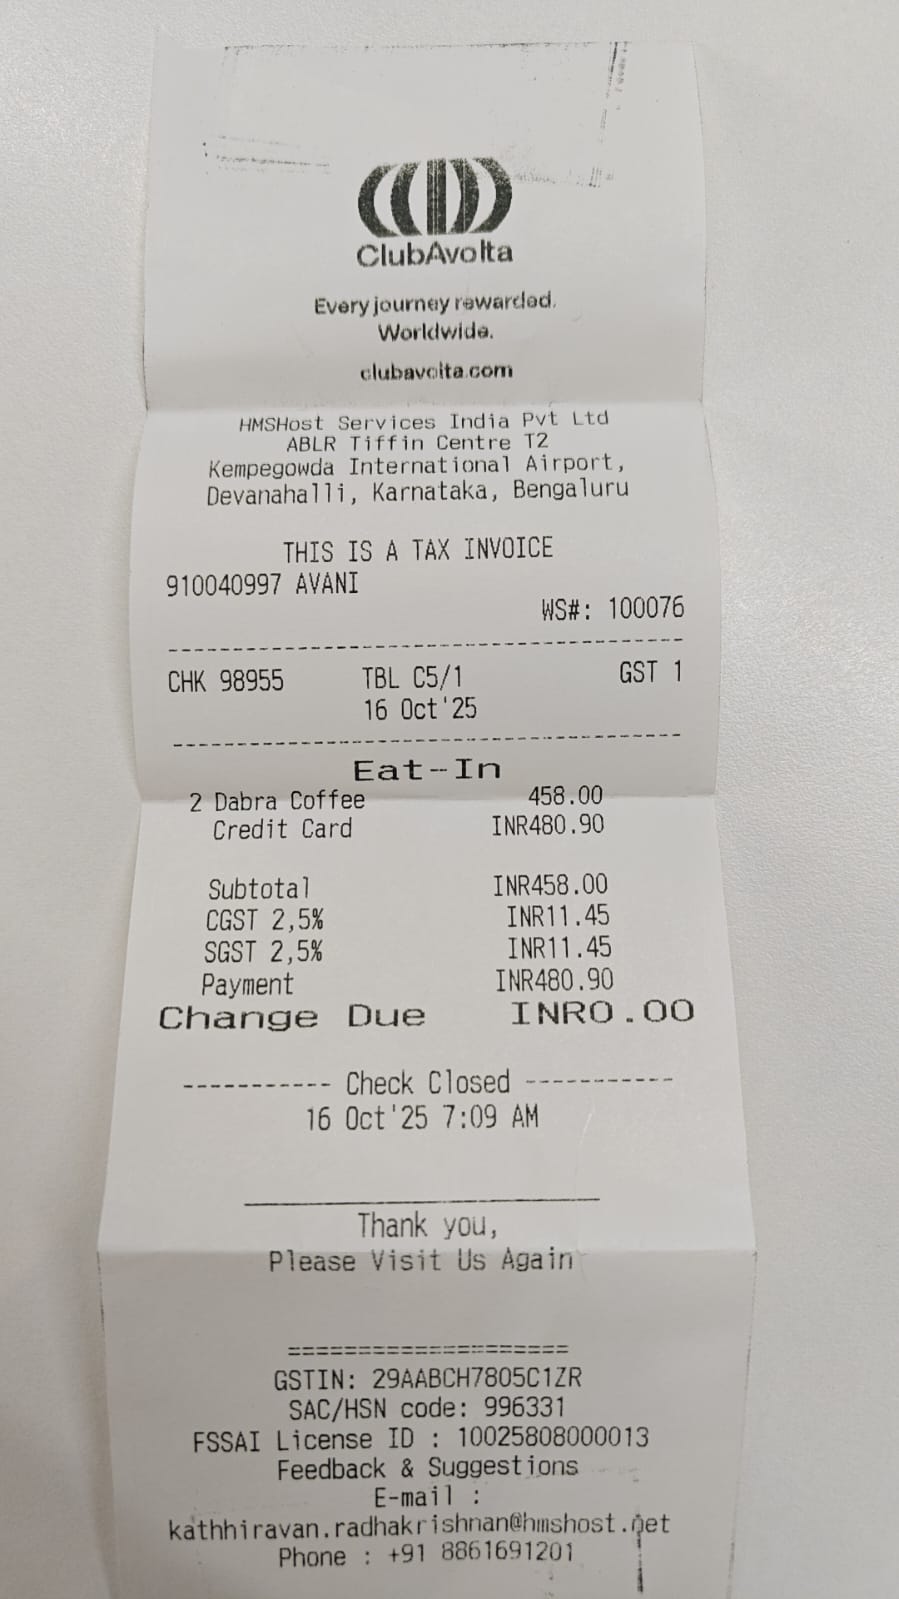 ClubAvolta
Every journey rewarded.
Worldwide.
clubavolta.com
HMSHost Services India Pvt Ltd
ABLR Tiffin Centre T2
Kempegowda International Airport,
Devanahalli, Karnataka, Bengaluru
THIS IS A TAX INVOICE
910040997 AVANI
WS#: 100076
CHK 98955 TBL C5/1 GST 1
16 Oct'25
Eat-In
2 Dabra Coffee 458.00
Credit Card INR480.90
Subtotal INR458.00
CGST 2,5% INR11.45
SGST 2,5% INR11.45
Payment INR480.90
Change Due INR0.00
----------- Check Closed -----------
16 Oct'25 7:09 AM
Thank you,
Please Visit Us Again
====================
GSTIN: 29AABCH7805C1ZR
SAC/HSN code: 996331
FSSAI License ID : 10025808000013
Feedback & Suggestions
E-mail :
kathhiravan.radhakrishnan@hmshost.net
Phone : +91 8861691201